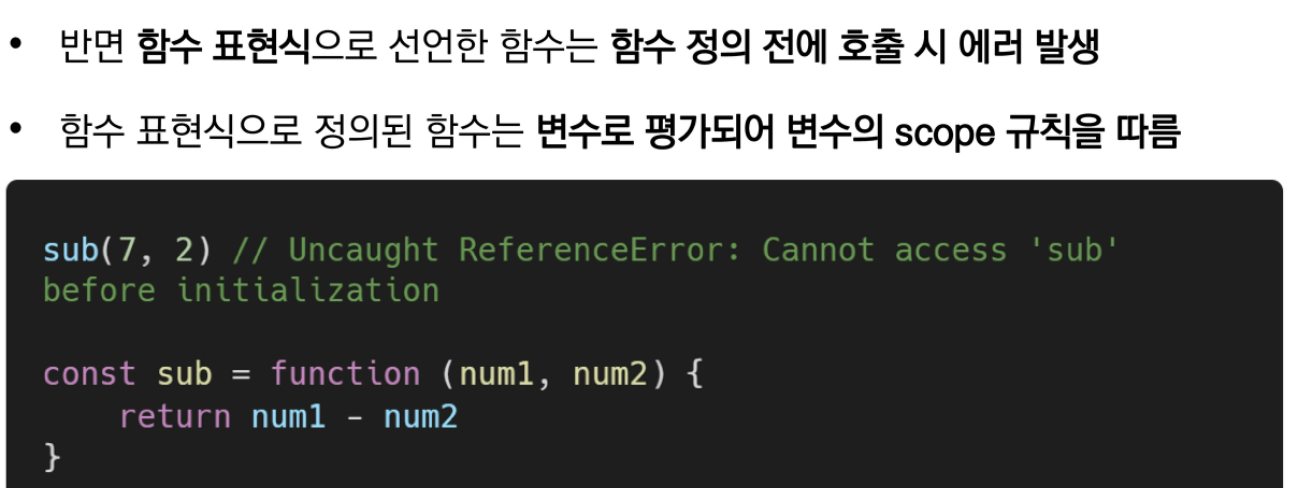 • 반면 함수 표현식으로 선언한 함수는 함수 정의 전에 호출 시 에러 발생
• 함수 표현식으로 정의된 함수는 변수로 평가되어 변수의 scope 규칙을 따름
sub(7, 2) // Uncaught ReferenceError: Cannot access 'sub'
before initialization
const sub = function (num1, num2) {
    return num1 - num2
}